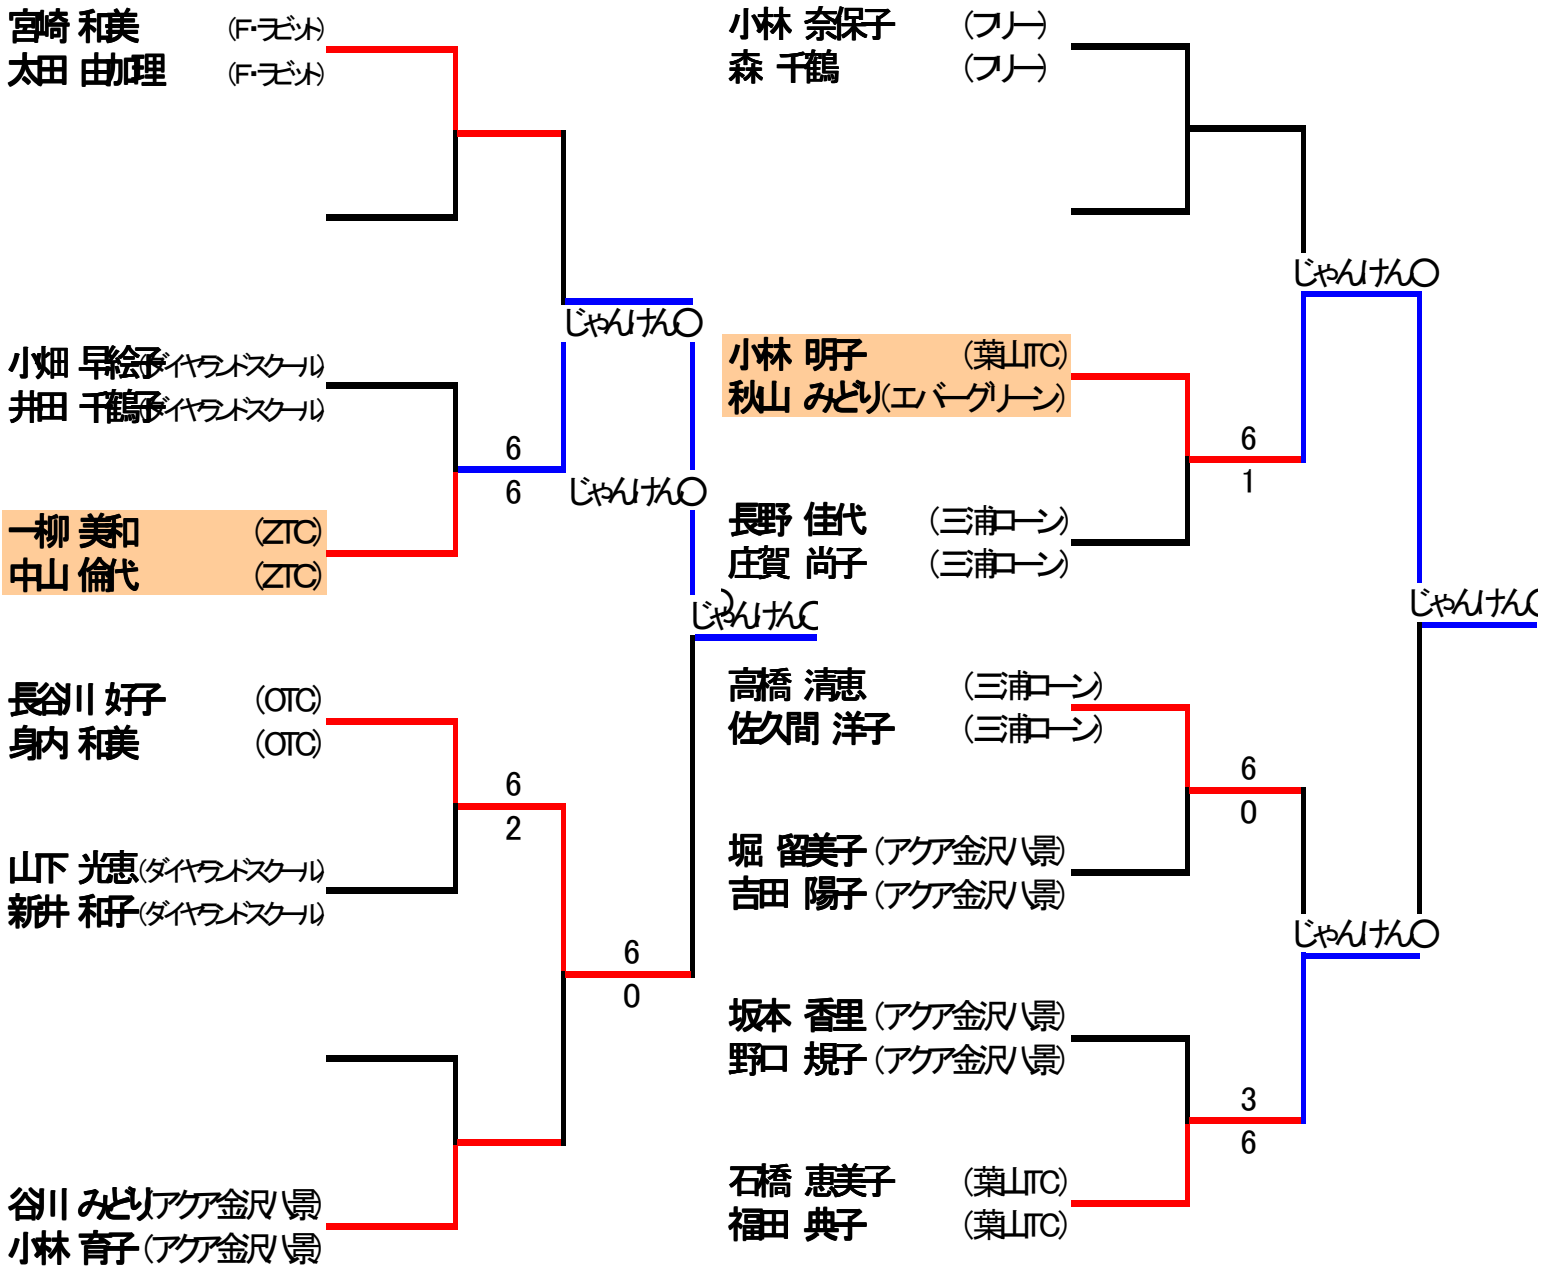 宮崎 和美 (F・ラビット)
太田 由加理 (F・ラビット)
小畑 早絵子(ダイヤランドスクール)
井田 千鶴子(ダイヤランドスクール)
一柳 美和 (ZTC)
中山 倫代 (ZTC)
長谷川 好子 (OTC)
身内 和美 (OTC)
山下 光恵(ダイヤランドスクール)
新井 和子(ダイヤランドスクール)
谷川 みどり(アクア金沢八景)
小林 育子(アクア金沢八景)
6
6
6
2
じゃんけん〇
じゃんけん〇
6
0
じゃんけん〇
小林 奈保子 (フリー)
森 千鶴 (フリー)
小林 明子 (葉山TC)
秋山 みどり(エバーグリーン)
長野 佳代 (三浦ローン)
庄賀 尚子 (三浦ローン)
高橋 清恵 (三浦ローン)
佐久間 洋子 (三浦ローン)
堀 留美子(アクア金沢八景)
吉田 陽子(アクア金沢八景)
坂本 香里(アクア金沢八景)
野口 規子(アクア金沢八景)
石橋 恵美子 (葉山TC)
福田 典子 (葉山TC)
6
1
6
0
3
6
じゃんけん〇
じゃんけん〇
じゃんけん〇